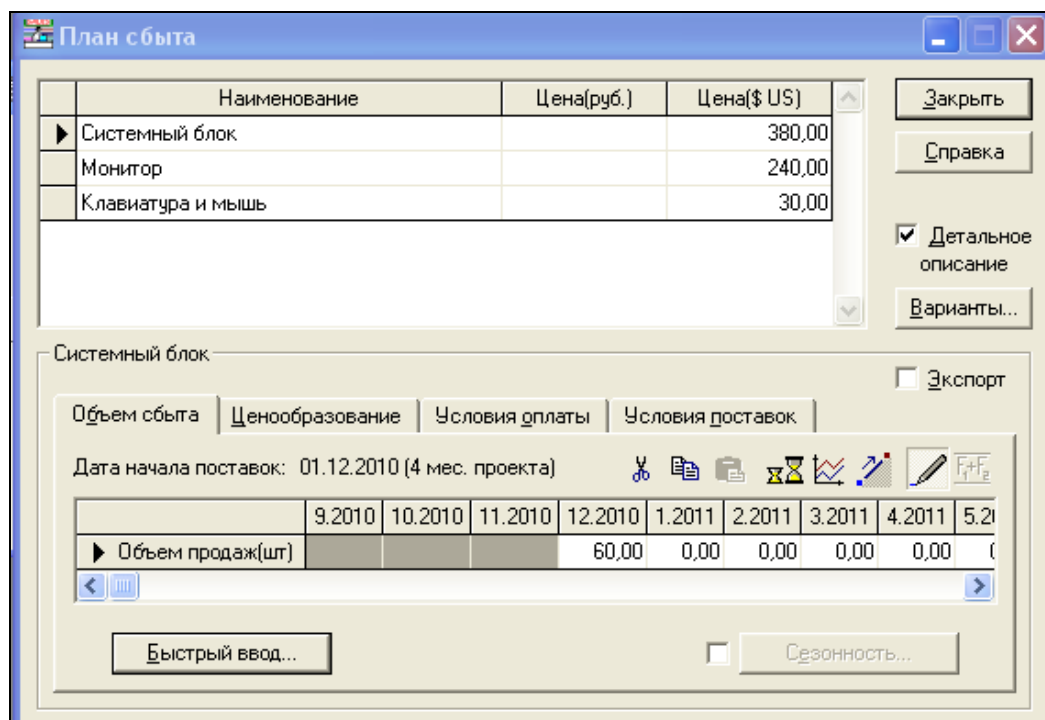 План сбыта
Наименование Цена(руб.) Цена($ US)
Системный блок 380,00
Монитор 240,00
Клавиатура и мышь 30,00
Закрыть
Справка
Детальное
описание
Варианты...
Системный блок
Экспорт
Объем сбыта Ценообразование Условия оплаты Условия поставок
Дата начала поставок: 01.12.2010 (4 мес. проекта)
9.2010 10.2010 11.2010 12.2010 1.2011 2.2011 3.2011 4.2011
Объем продаж(шт) 60,00 0,00 0,00 0,00 0,00
Быстрый ввод... Сезонность...